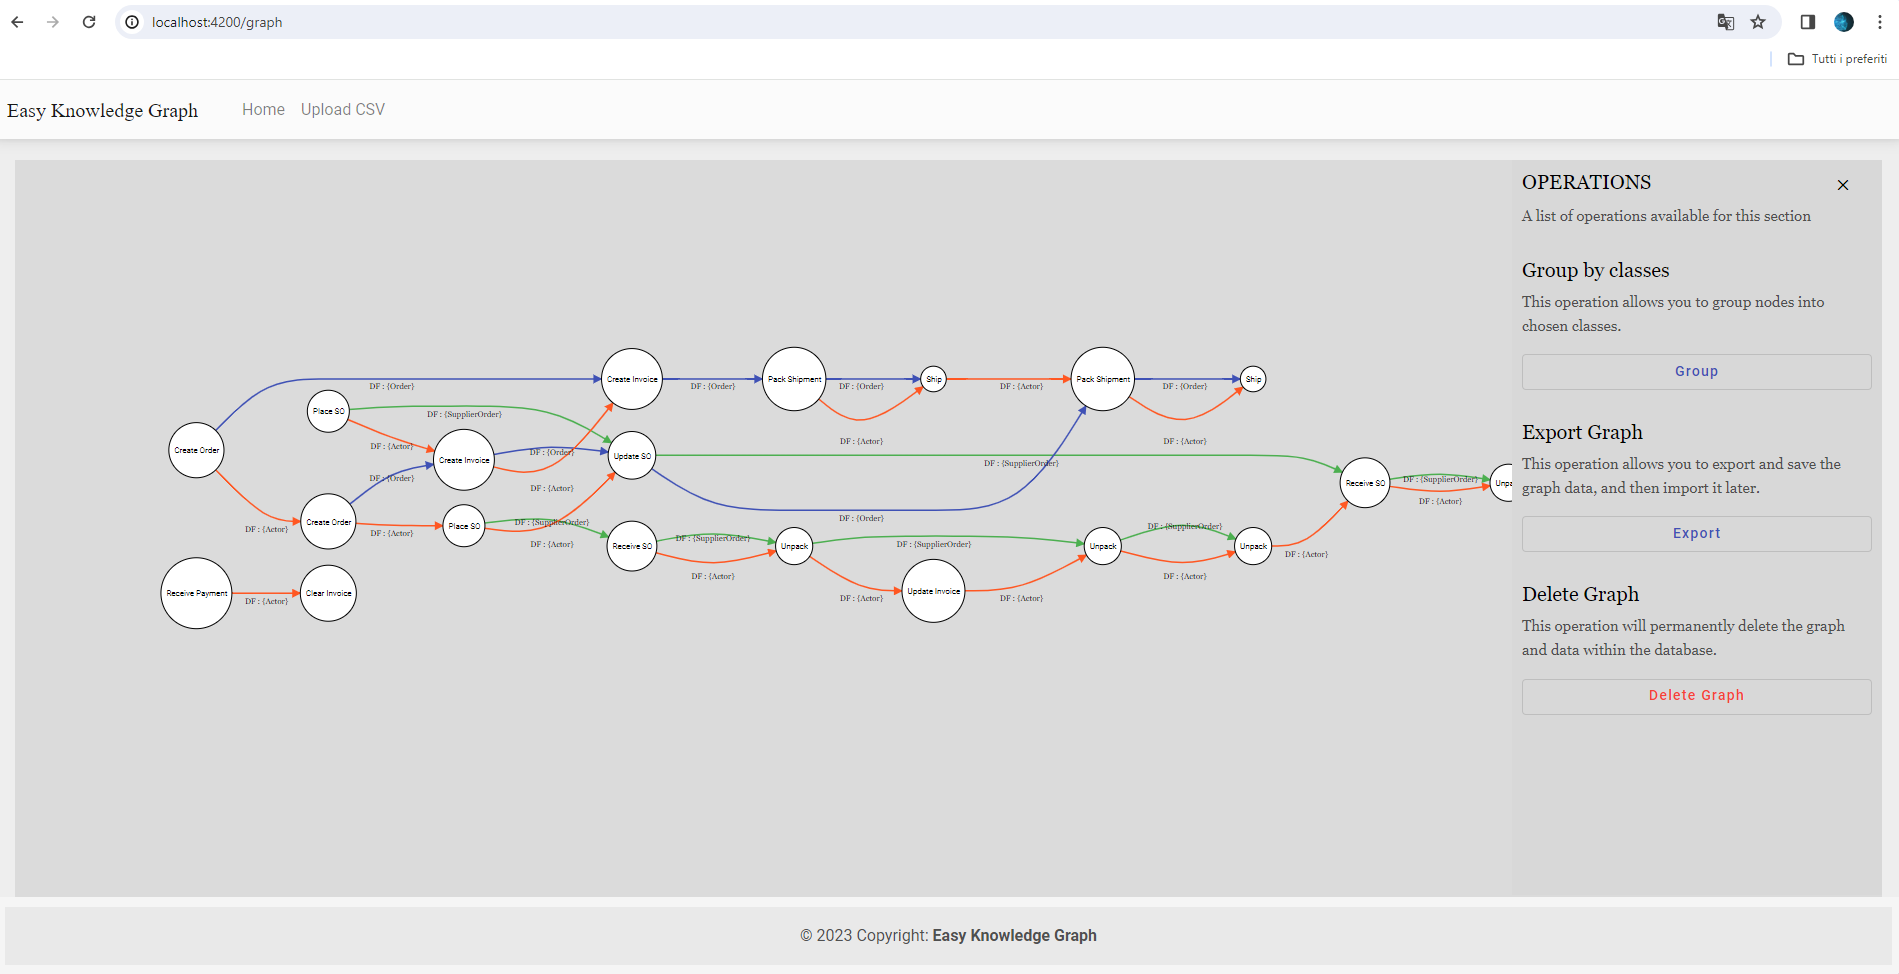 localhost:4200/graph
Tutti i preferiti
Easy Knowledge Graph
Home
Upload CSV
OPERATIONS
A list of operations available for this section
Group by classes
This operation allows you to group nodes into
chosen classes.
Group
Export Graph
This operation allows you to export and save the
graph data, and then import it later.
Export
Delete Graph
This operation will permanently delete the graph
and data within the database.
Delete Graph
Create Invoice
Pack Shipment
Ship
Pack Shipment
Ship
DF : {Order}
DF : {Order}
DF : {Order}
DF : {Actor}
DF : {Order}
Place SO
DF : {SupplierOrder}
DF : {Actor}
DF : {Actor}
DF : {Actor}
Create Order
DF : {Order}
Update SO
Create Invoice
DF : {SupplierOrder}
DF : {Order}
DF : {Actor}
Receive SO
DF : {SupplierOrder}
Unpa
DF : {Actor}
DF : {Order}
Create Order
DF : {Actor}
DF : {Actor}
Place SO
DF : {SupplierOrder}
DF : {Actor}
Receive SO
DF : {SupplierOrder}
Unpack
DF : {SupplierOrder}
Unpack
DF : {SupplierOrder}
Unpack
DF : {Actor}
DF : {Actor}
DF : {Actor}
Receive Payment
DF : {Actor}
Clear Invoice
DF : {Actor}
Update Invoice
DF : {Actor}
© 2023 Copyright: Easy Knowledge Graph